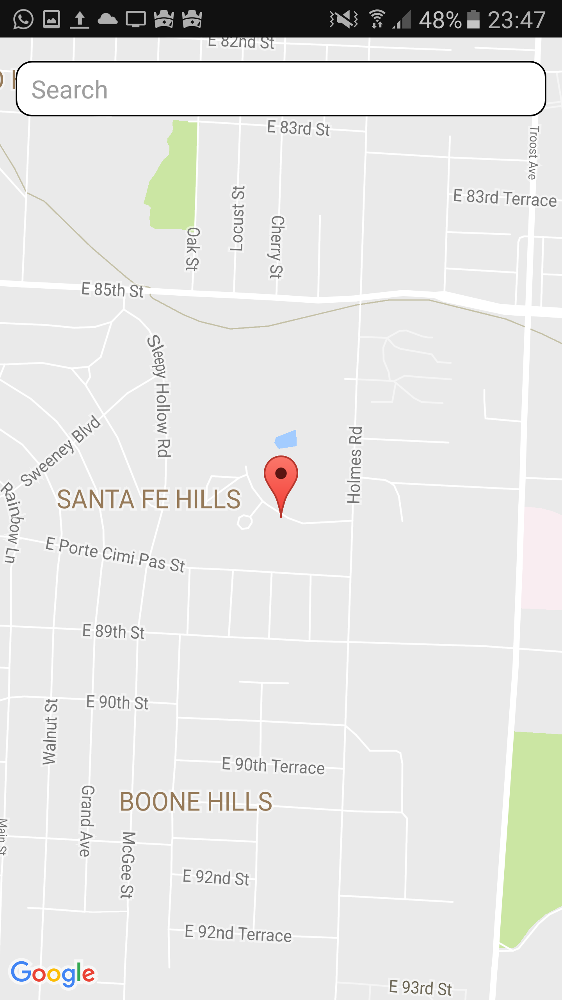 48% 23:47
E 82nd St
Search
E 83rd St
Troost Ave
E 83rd Terrace
Locust St
Cherry St
Oak St
E 85th St
Sleepy Hollow Rd
Sweeney Blvd
Holmes Rd
Rainbow Ln
SANTA FE HILLS
E Porte Cimi Pas St
E 89th St
E 90th St
Walnut St
E 90th Terrace
BOONE HILLS
Grand Ave
Main St
McGee St
E 92nd St
E 92nd Terrace
Google
E 93rd St